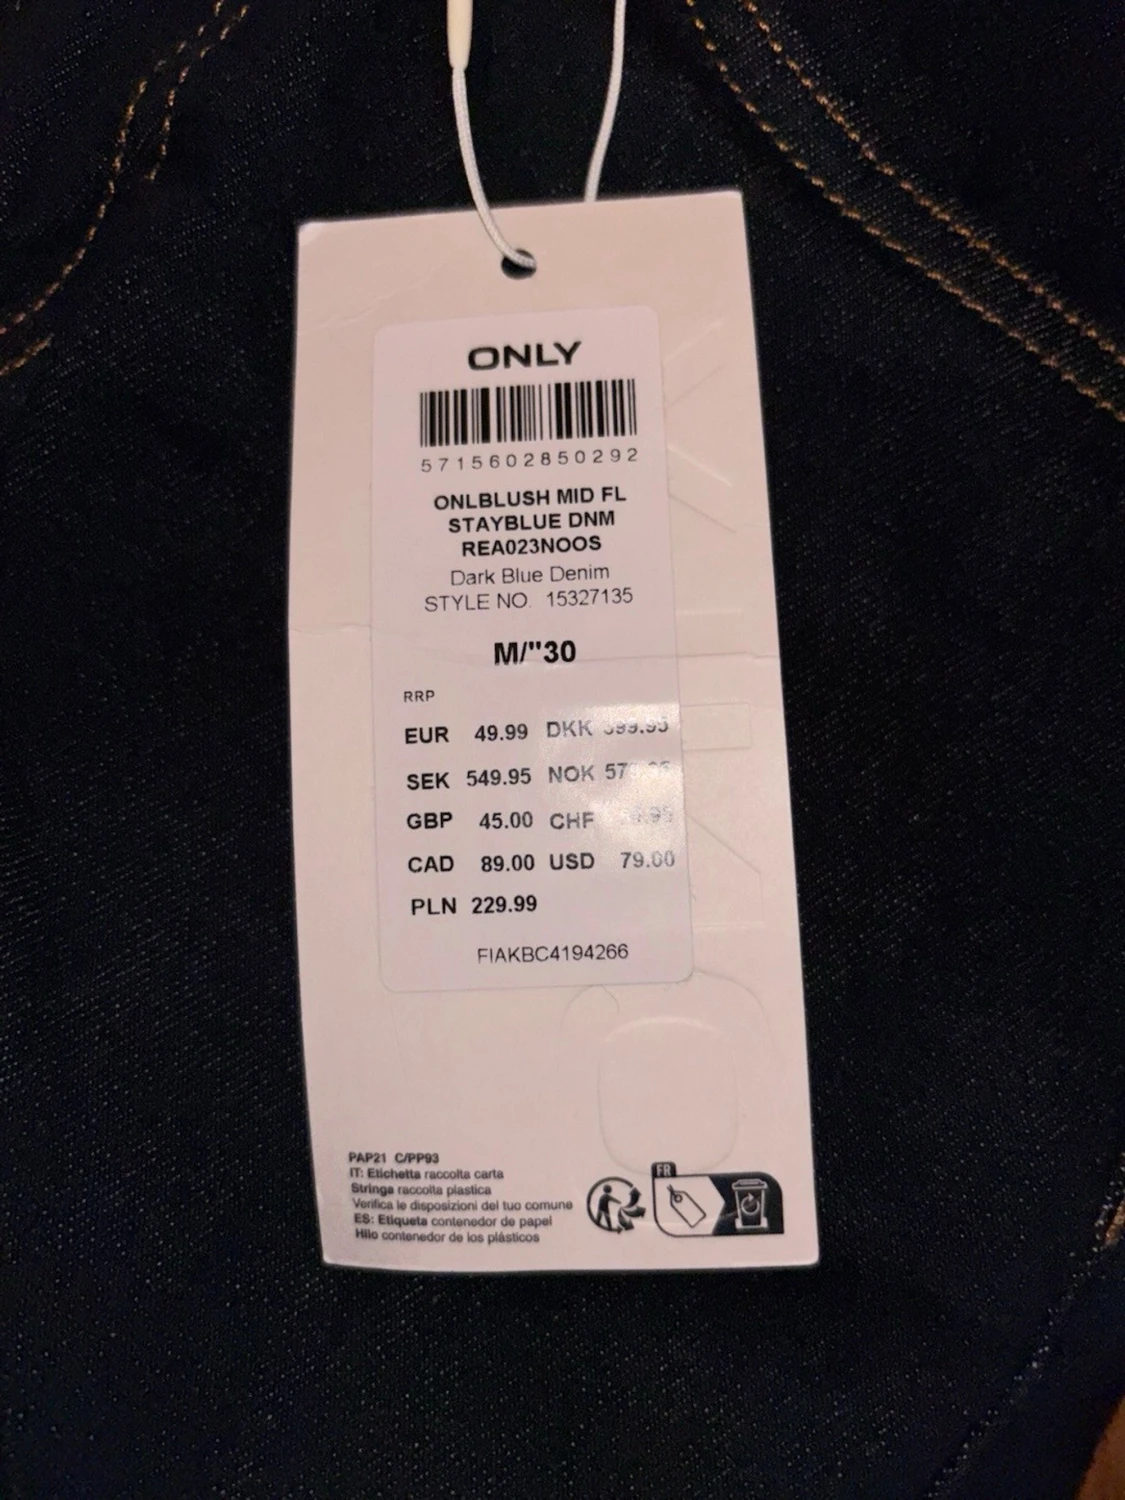 ONLY
5715602850292
ONLBLUSH MID FL
STAYBLUE DNM
REA023NOOS
Dark Blue Denim
STYLE NO. 15327135
M/"30
RRP
EUR 49.99 DKK
SEK 549.95 NOK
GBP 45.00 CHF
CAD 89.00 USD 79.00
PLN 229.99
FIAKBC4194266
PAP21 C/PP93
IT: Etichetta raccolta carta
Stringa raccolta plastica
Verifica le disposizioni del tuo comune
ES: Etiqueta contenedor de papel
Hilo contenedor de los plásticos
FR